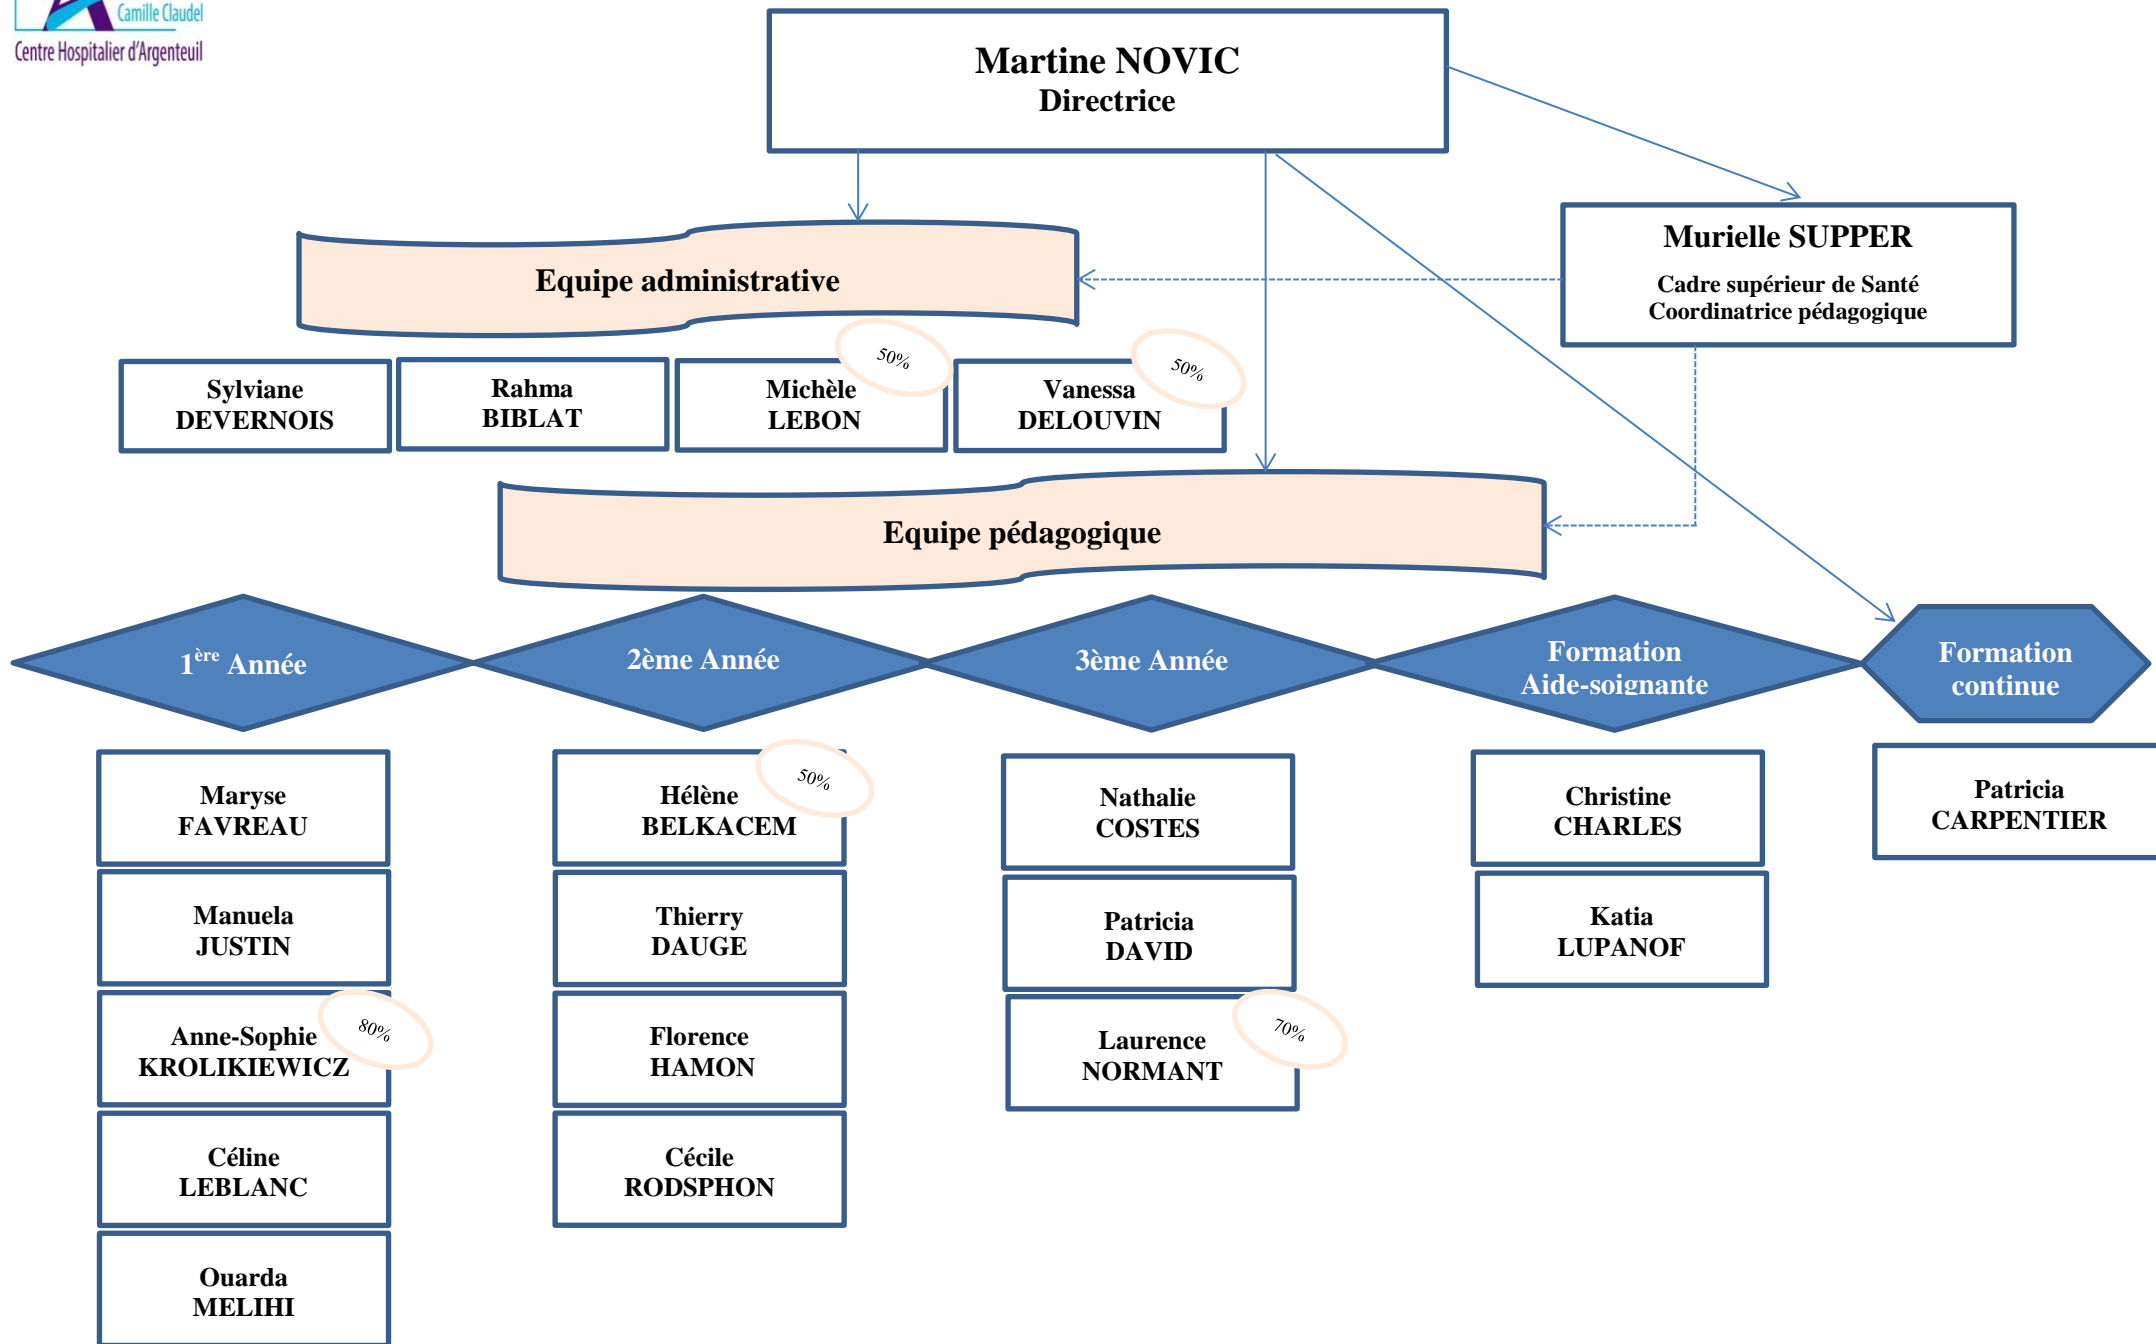 Camille Claudel
Centre Hospitalier d'Argenteuil
Martine NOVIC
Directrice
Murielle SUPPER
Cadre supérieur de Santé
Coordinatrice pédagogique
Equipe administrative
Sylviane
DEVERNOIS
Rahma
BIBLAT
Michèle
LEBON
50%
Vanessa
DELOUVIN
50%
Equipe pédagogique
1ère Année
2ème Année
3ème Année
Formation
Aide-soignante
Formation
continue
Maryse
FAVREAU
Manuela
JUSTIN
Anne-Sophie
KROLIKIEWICZ
80%
Céline
LEBLANC
Ouarda
MELIHI
Hélène
BELKACEM
50%
Thierry
DAUGE
Florence
HAMON
Cécile
RODSPHON
Nathalie
COSTES
Patricia
DAVID
Laurence
NORMANT
70%
Christine
CHARLES
Katia
LUPANOF
Patricia
CARPENTIER